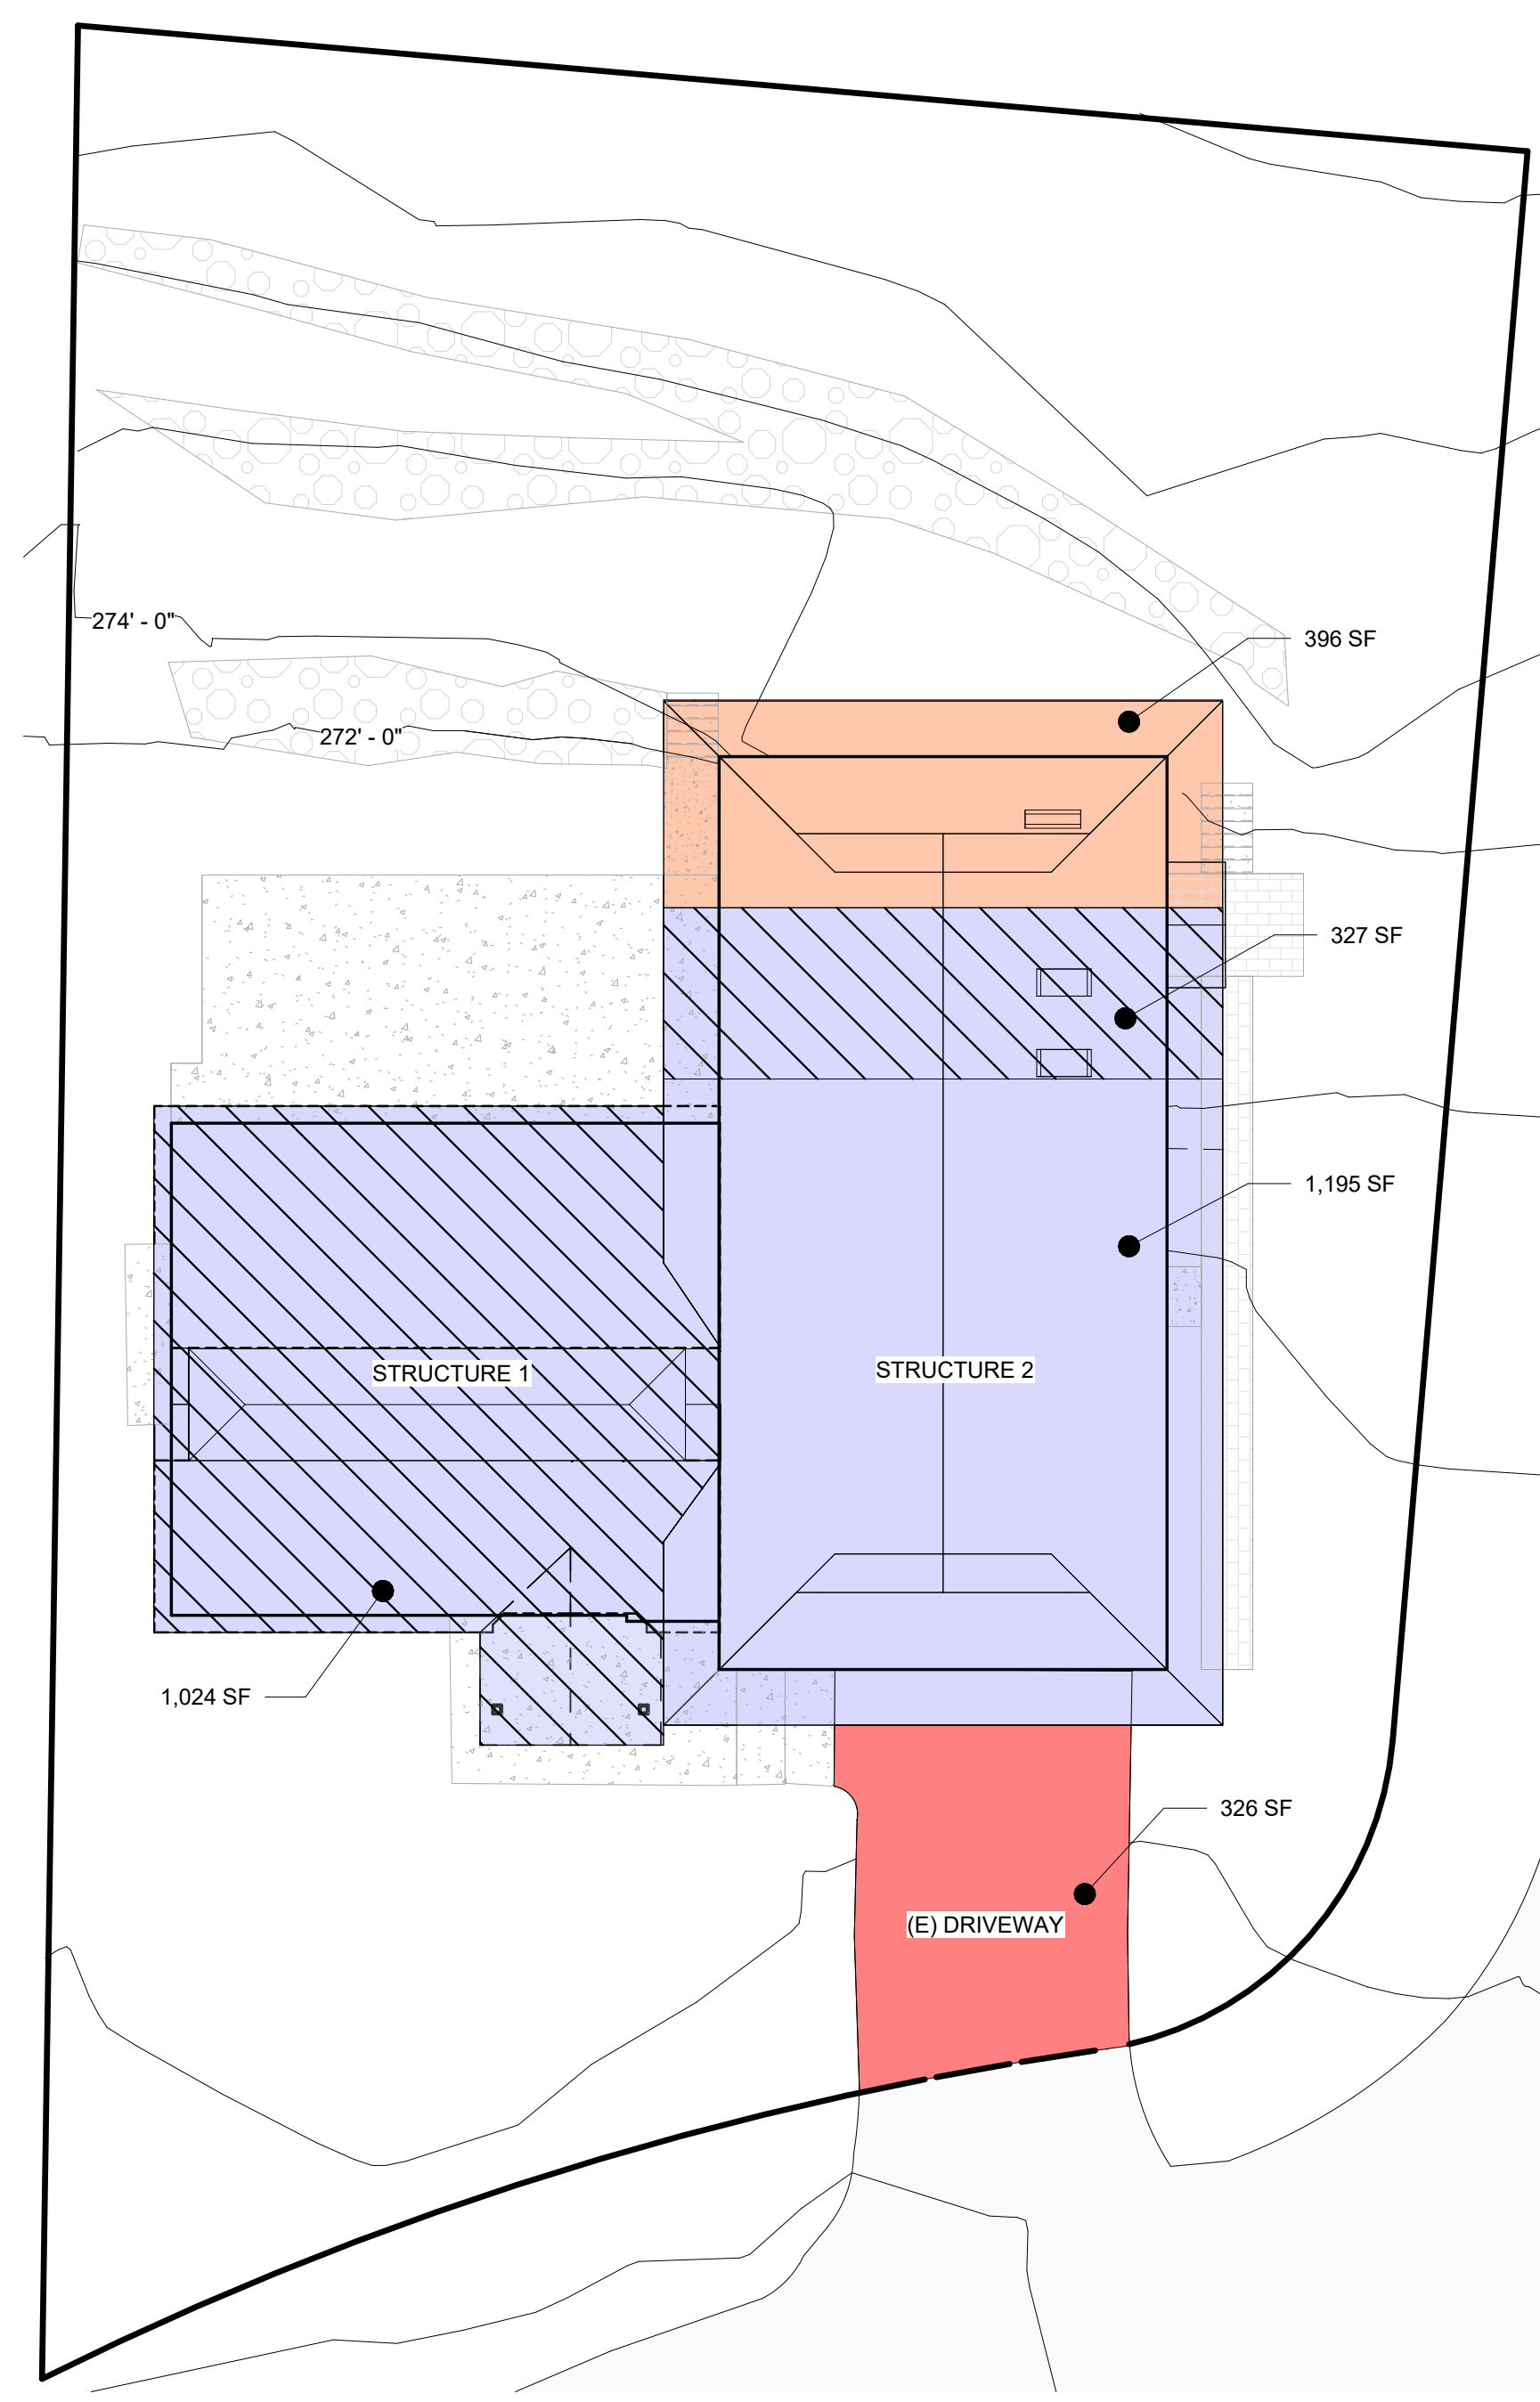 274' - 0"
396 SF
272' - 0"
327 SF
1,195 SF
STRUCTURE 1
STRUCTURE 2
1,024 SF
326 SF
(E) DRIVEWAY